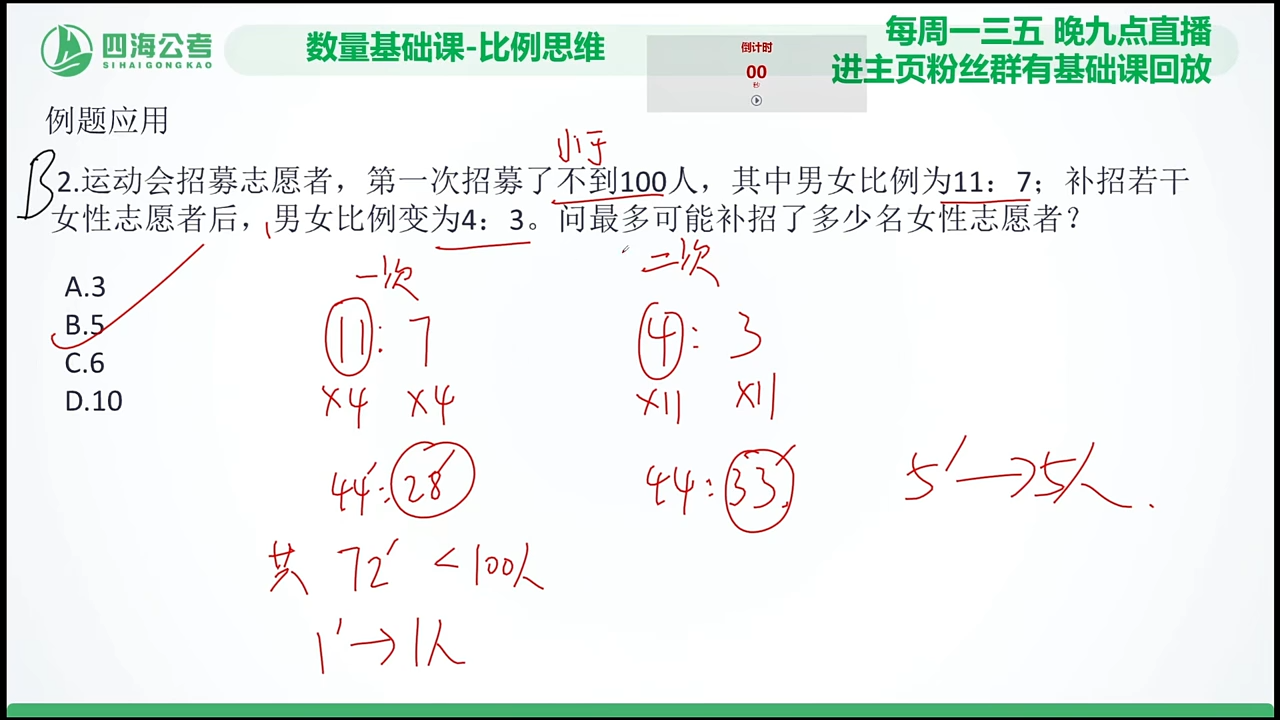 四海公考
SIHAIGONGKAO
数量基础课-比例思维
倒计时
00
秒
每周一三五 晚九点直播
进主页粉丝群有基础课回放
例题应用
小于
B
2.运动会招募志愿者，第一次招募了不到100人，其中男女比例为11：7；补招若干
女性志愿者后，男女比例变为4：3。问最多可能补招了多少名女性志愿者？
A.3
B.5
C.6
D.10
一次
二次
11: 7
4: 3
×4 ×4
×11 ×11
44′: 28′
44: 33′
5′→5人.
共 72′ <100人
1′→1人